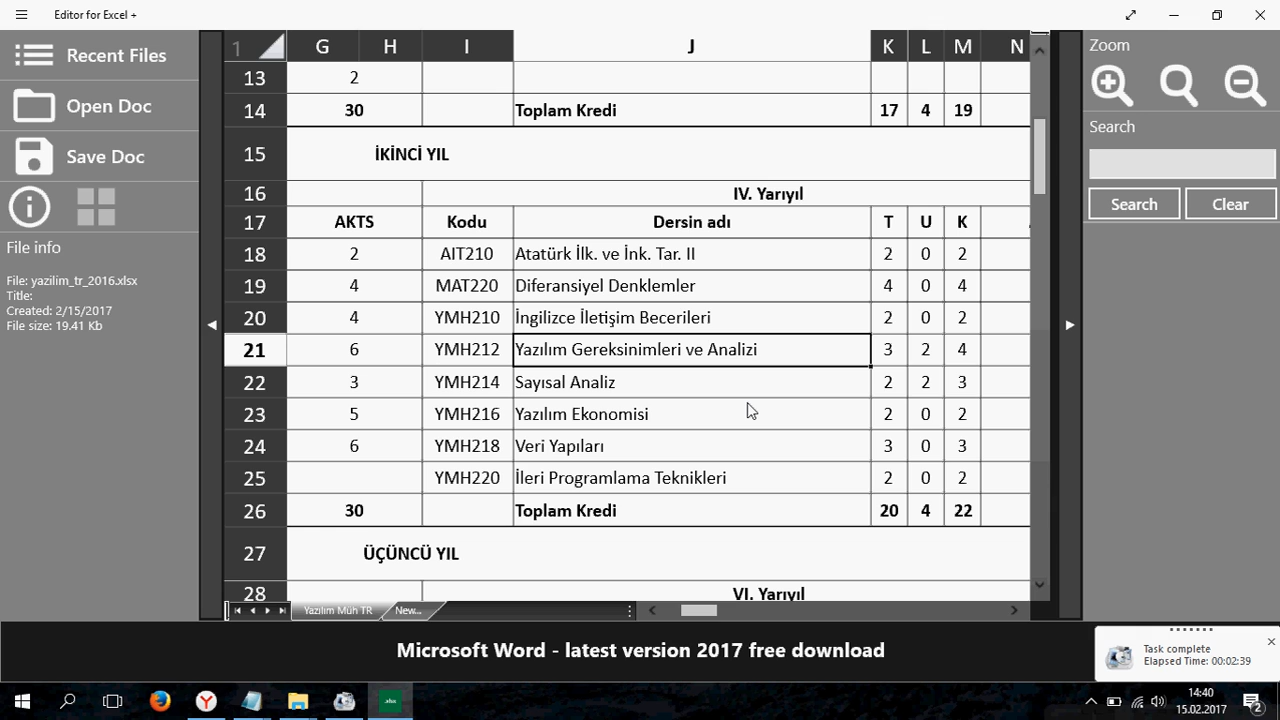 Editor for Excel +
Recent Files
Open Doc
Save Doc
File info
File: yazilim_tr_2016.xlsx
Title:
Created: 2/15/2017
File size: 19.41 Kb
1 G H I J K L M N
13 2
14 30 Toplam Kredi 17 4 19
15 İKİNCİ YIL
16 IV. Yarıyıl
17 AKTS Kodu Dersin adı T U K
18 2 AIT210 Atatürk İlk. ve İnk. Tar. II 2 0 2
19 4 MAT220 Diferansiyel Denklemler 4 0 4
20 4 YMH210 İngilizce İletişim Becerileri 2 0 2
21 6 YMH212 Yazılım Gereksinimleri ve Analizi 3 2 4
22 3 YMH214 Sayısal Analiz 2 2 3
23 5 YMH216 Yazılım Ekonomisi 2 0 2
24 6 YMH218 Veri Yapıları 3 0 3
25 YMH220 İleri Programlama Teknikleri 2 0 2
26 30 Toplam Kredi 20 4 22
27 ÜÇÜNCÜ YIL
28 VI. Yarıyıl
Yazılım Müh TR New...
Zoom
Search
Search Clear
Microsoft Word - latest version 2017 free download
Task complete
Elapsed Time: 00:02:39
14:40
15.02.2017
2